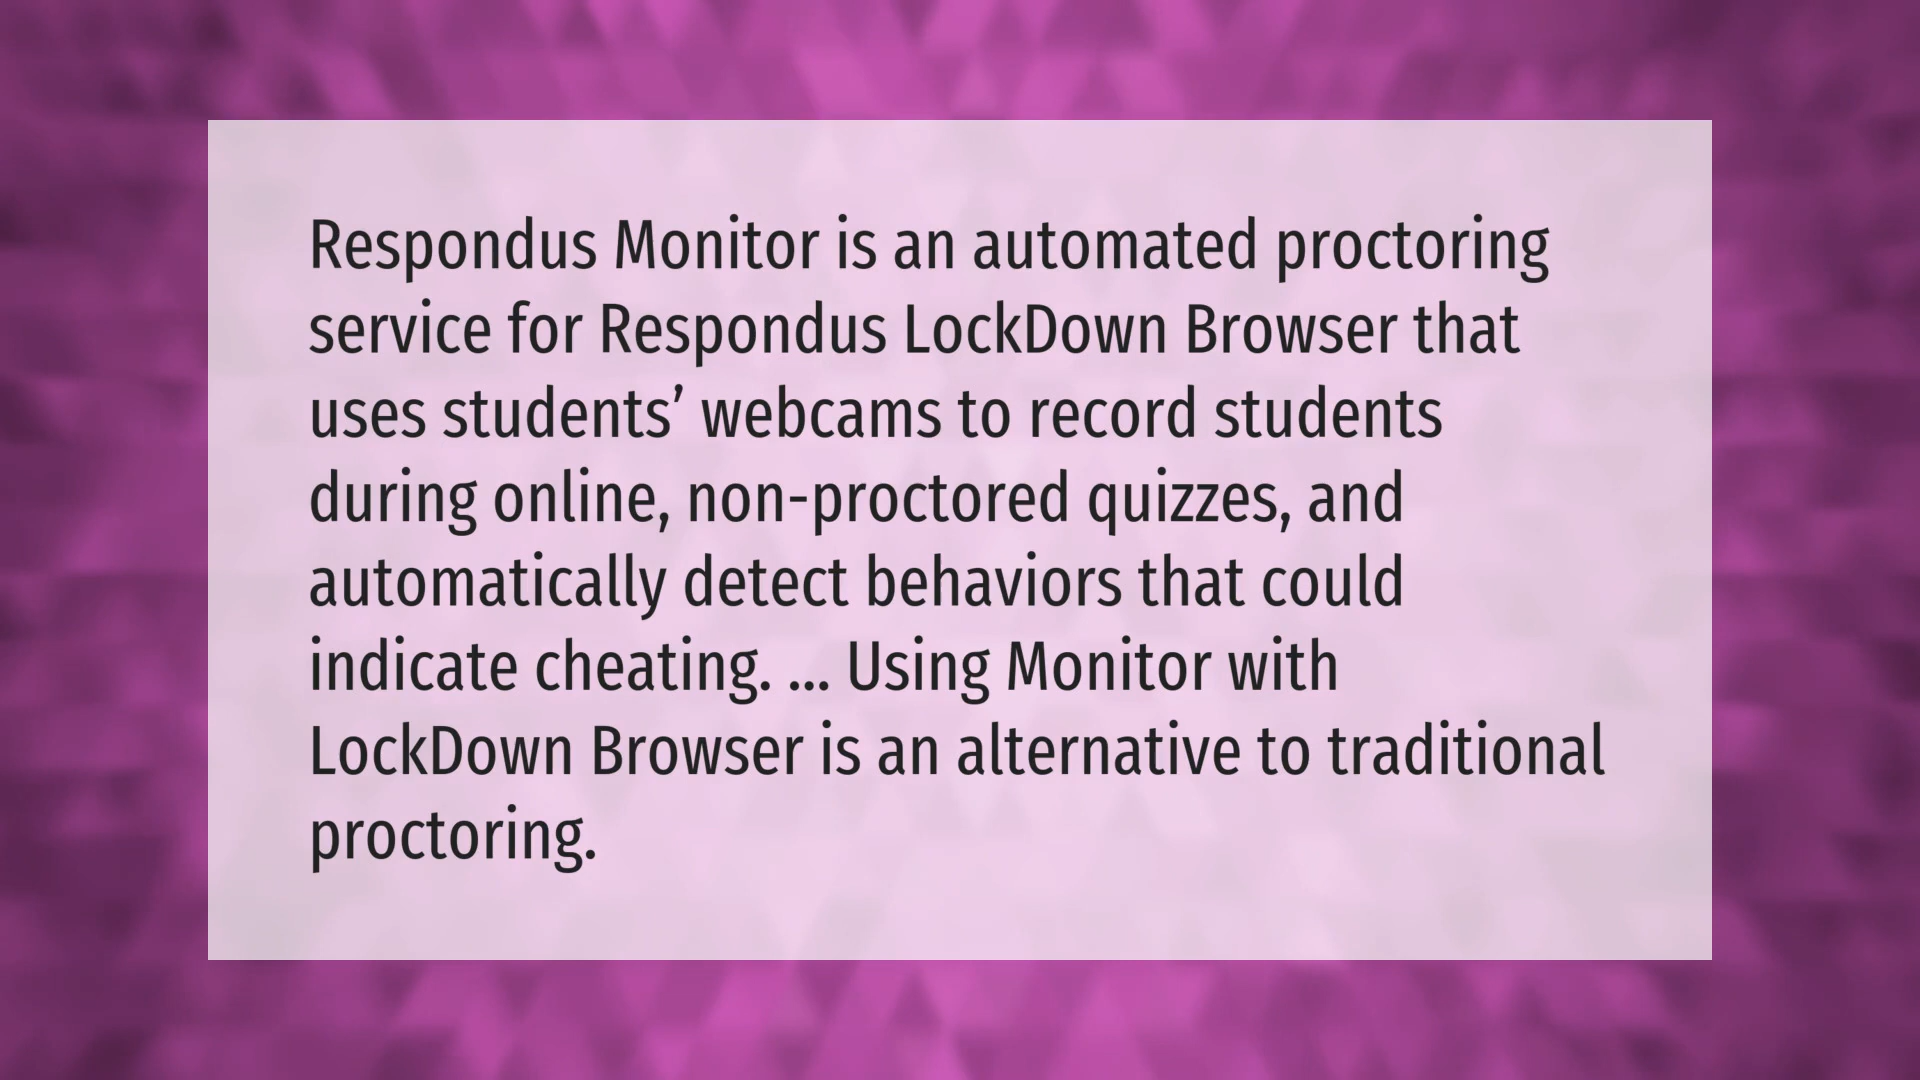 Respondus Monitor is an automated proctoring
service for Respondus LockDown Browser that
uses students’ webcams to record students
during online, non-proctored quizzes, and
automatically detect behaviors that could
indicate cheating. ... Using Monitor with
LockDown Browser is an alternative to traditional
proctoring.